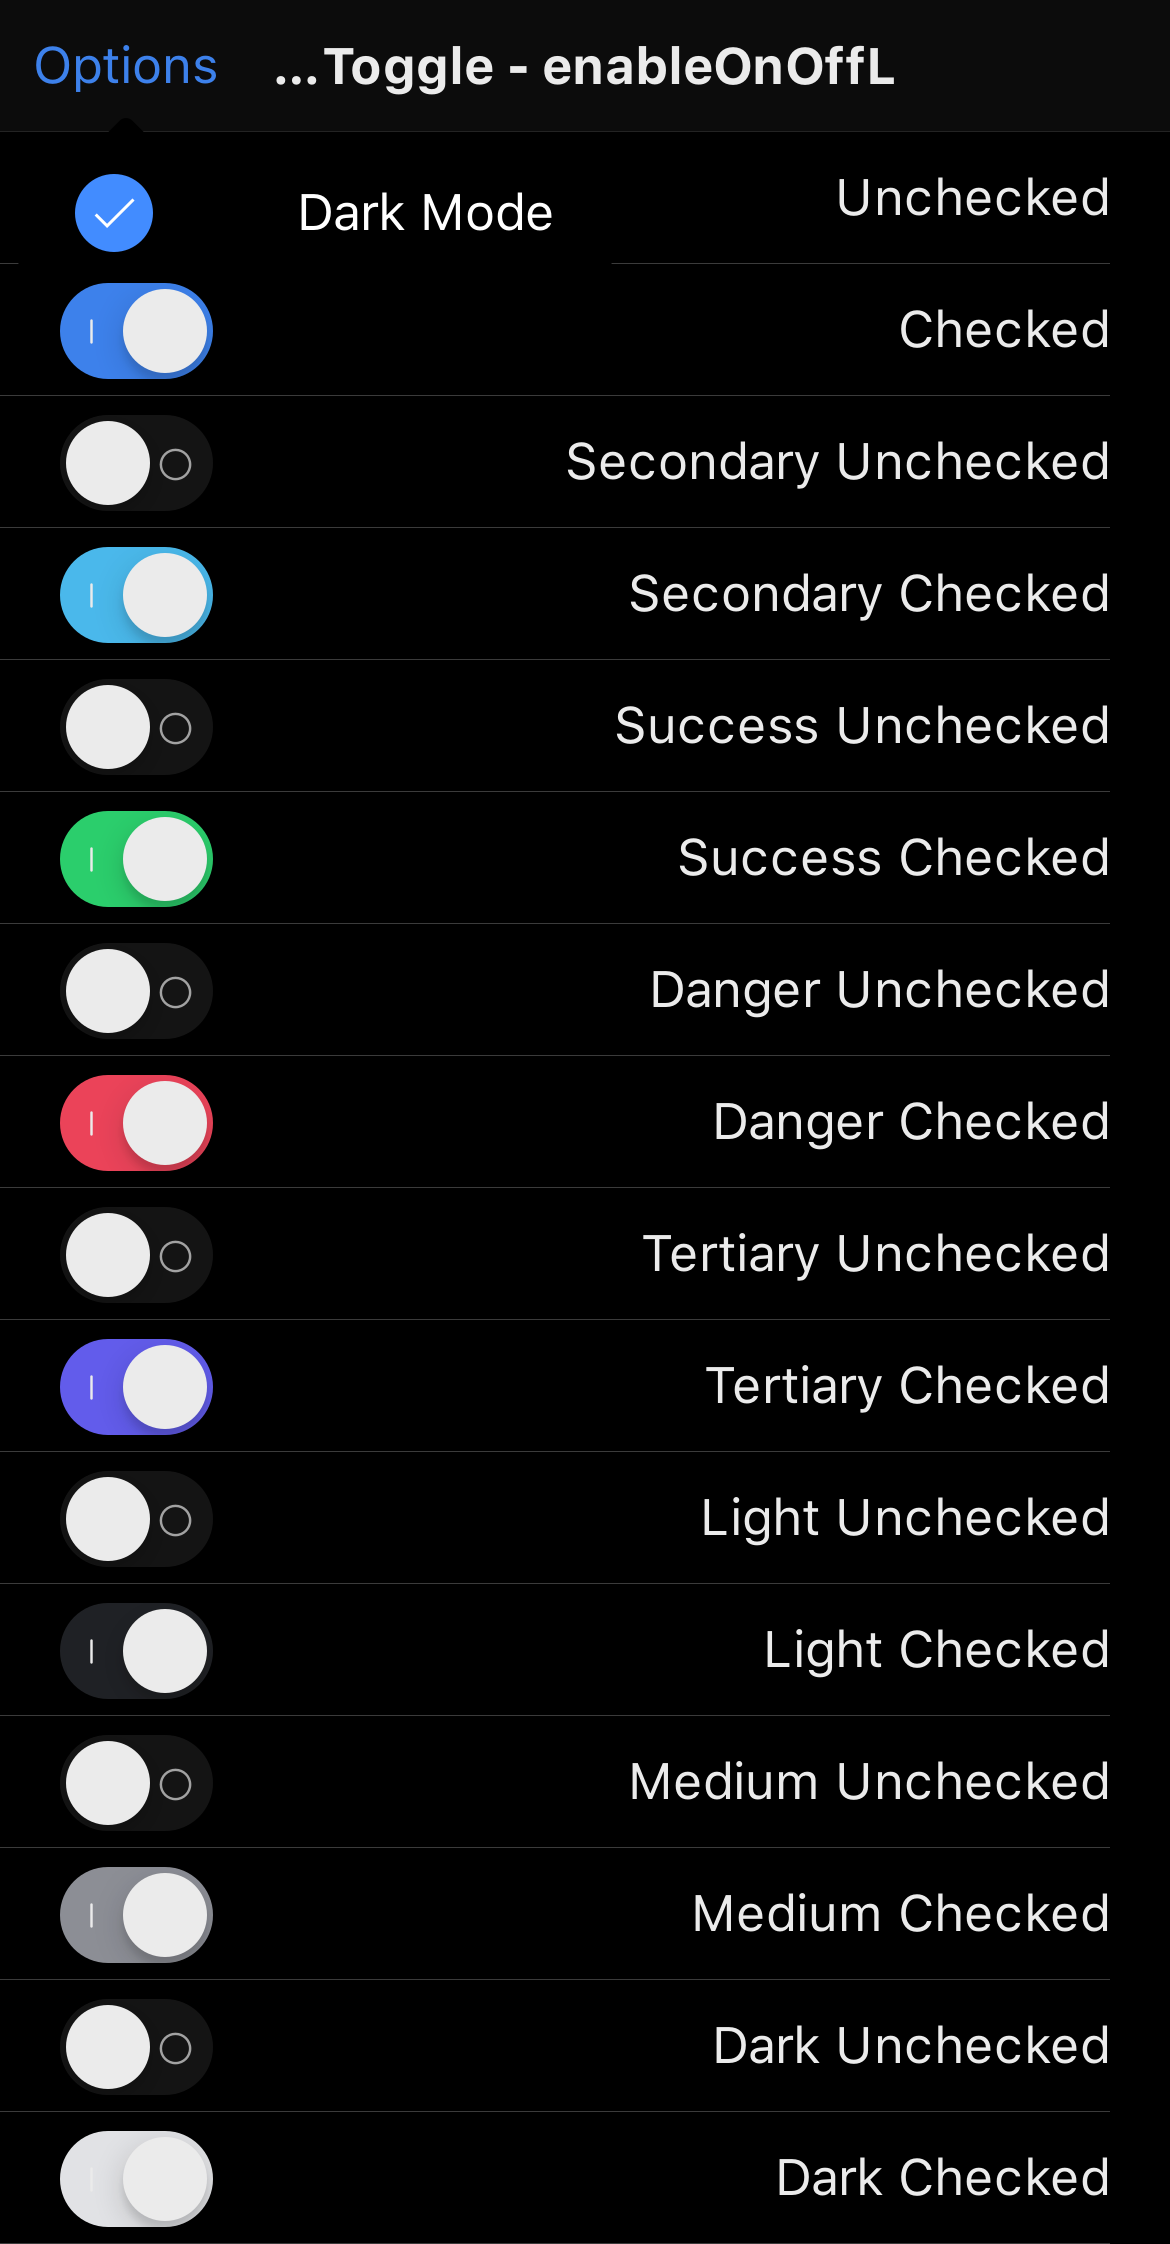 Options
...Toggle - enableOnOffL
Dark Mode
Unchecked
Checked
Secondary Unchecked
Secondary Checked
Success Unchecked
Success Checked
Danger Unchecked
Danger Checked
Tertiary Unchecked
Tertiary Checked
Light Unchecked
Light Checked
Medium Unchecked
Medium Checked
Dark Unchecked
Dark Checked